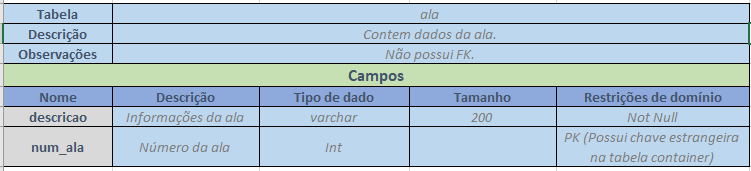 Tabela ala
Descrição Contem dados da ala.
Observações Não possui FK.
Campos
Nome Descrição Tipo de dado Tamanho Restrições de domínio
descricao Informações da ala varchar 200 Not Null
num_ala Número da ala Int PK (Possui chave estrangeira
na tabela container)